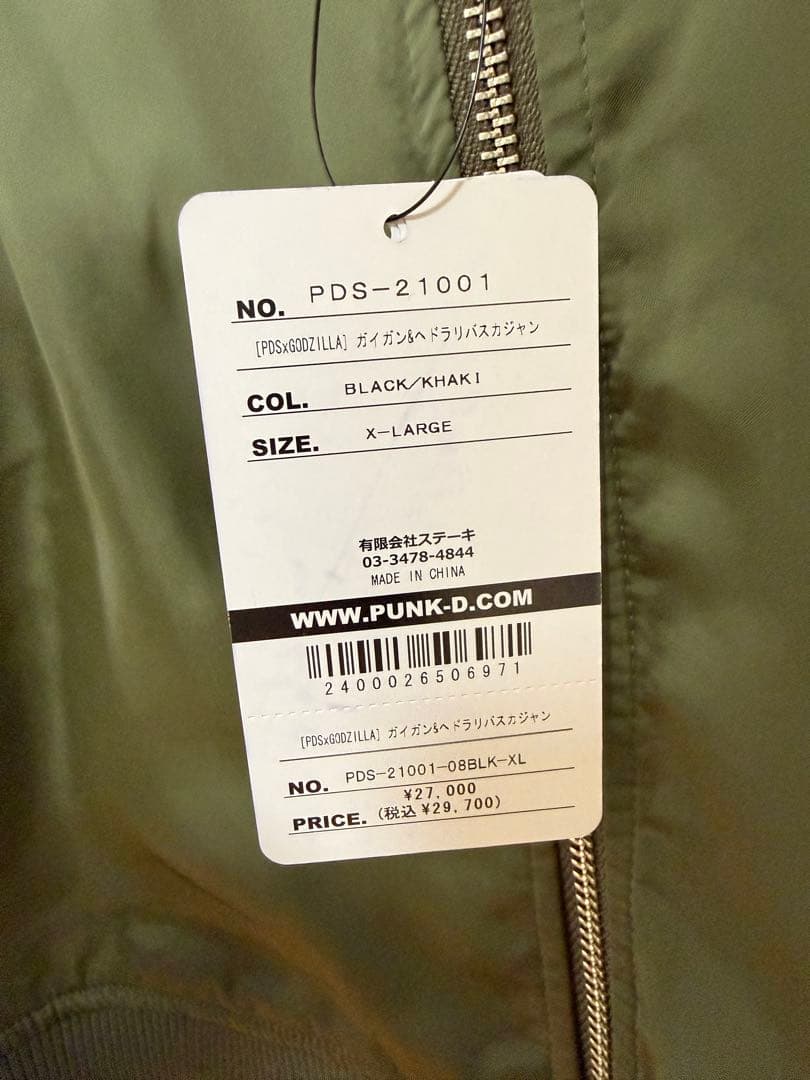 NO. PDS-21001
[PDSxGODZILLA] ガイガン&ヘドラリバスカジャン
COL. BLACK/KHAKI
SIZE. X-LARGE
有限会社ステーキ
03-3478-4844
MADE IN CHINA
WWW.PUNK-D.COM
2400026506971
[PDSxGODZILLA] ガイガン&ヘドラリバスカジャン
NO. PDS-21001-08BLK-XL
¥27,000
PRICE. (税込 ¥29,700)